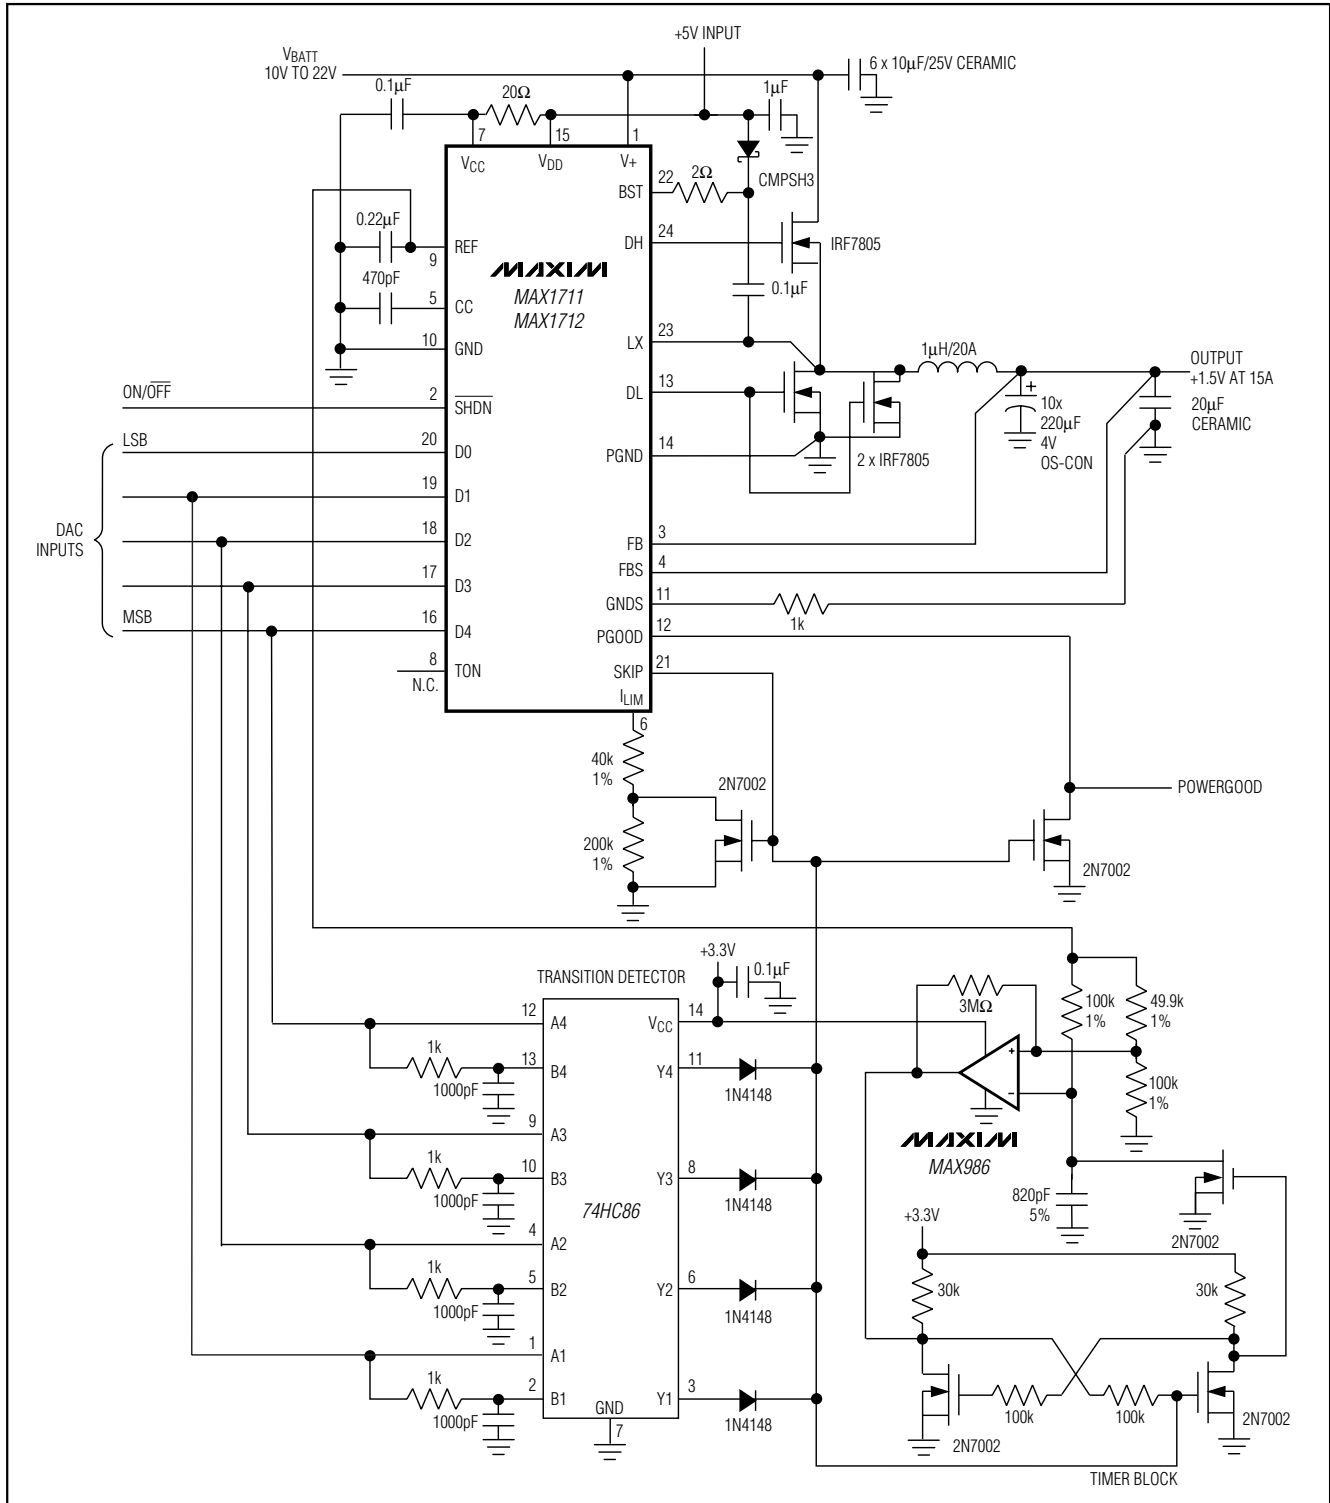 +5V INPUT
VBATT
10V TO 22V
6 x 10µF/25V CERAMIC
0.1µF
20Ω
1µF
7
15
1
VCC
VDD
V+
CMPSH3
22
2Ω
BST
0.22µF
REF
9
DH
24
IRF7805
MAXIM
MAX1711
MAX1712
470pF
5
CC
0.1µF
10
GND
LX
23
1µH/20A
OUTPUT
+1.5V AT 15A
ON/OFF
2
SHDN
DL
13
+
10x
220µF
4V
OS-CON
20µF
CERAMIC
LSB
20
D0
PGND
14
2 x IRF7805
19
D1
DAC
INPUTS
18
D2
FB
3
FBS
4
17
D3
GNDS
11
1k
MSB
16
D4
PGOOD
12
8
TON
N.C.
SKIP
21
ILIM
6
40k
1%
2N7002
POWERGOOD
200k
1%
2N7002
+3.3V
0.1µF
TRANSITION DETECTOR
3MΩ
100k
1%
49.9k
1%
12
A4
VCC
14
1k
13
B4
Y4
11
1000pF
1N4148
+
-
100k
1%
9
A3
MAXIM
MAX986
1k
10
B3
Y3
8
1000pF
1N4148
74HC86
820pF
5%
+3.3V
2N7002
4
A2
1k
5
B2
Y2
6
1000pF
1N4148
30k
30k
1
A1
1k
2
B1
Y1
3
1000pF
1N4148
GND
7
100k
100k
2N7002
2N7002
TIMER BLOCK